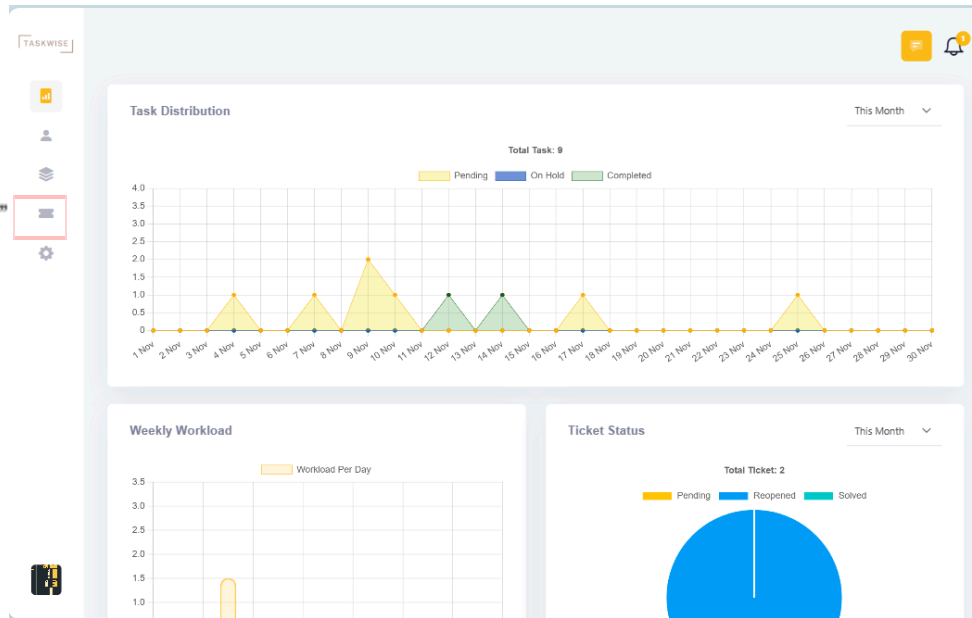 TASKWISE
1
Task Distribution
This Month
Total Task: 9
Pending On Hold Completed
4.0
3.5
3.0
2.5
2.0
1.5
1.0
0.5
0
1 Nov 2 Nov 3 Nov 4 Nov 5 Nov 6 Nov 7 Nov 8 Nov 9 Nov 10 Nov 11 Nov 12 Nov 13 Nov 14 Nov 15 Nov 16 Nov 17 Nov 18 Nov 19 Nov 20 Nov 21 Nov 22 Nov 23 Nov 24 Nov 25 Nov 26 Nov 27 Nov 28 Nov 29 Nov 30 Nov
Weekly Workload
Workload Per Day
3.5
3.0
2.5
2.0
1.5
1.0
Ticket Status
This Month
Total Ticket: 2
Pending Reopened Solved